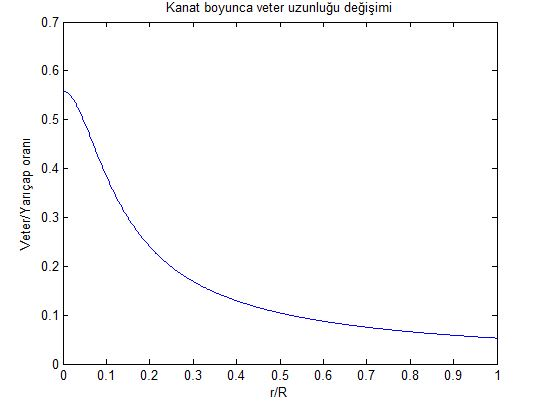 Kanat boyunca veter uzunluğu değişimi
0.7
0.6
0.5
0.4
0.3
0.2
0.1
0
Veter/Yarıçap oranı
0 0.1 0.2 0.3 0.4 0.5 0.6 0.7 0.8 0.9 1
r/R